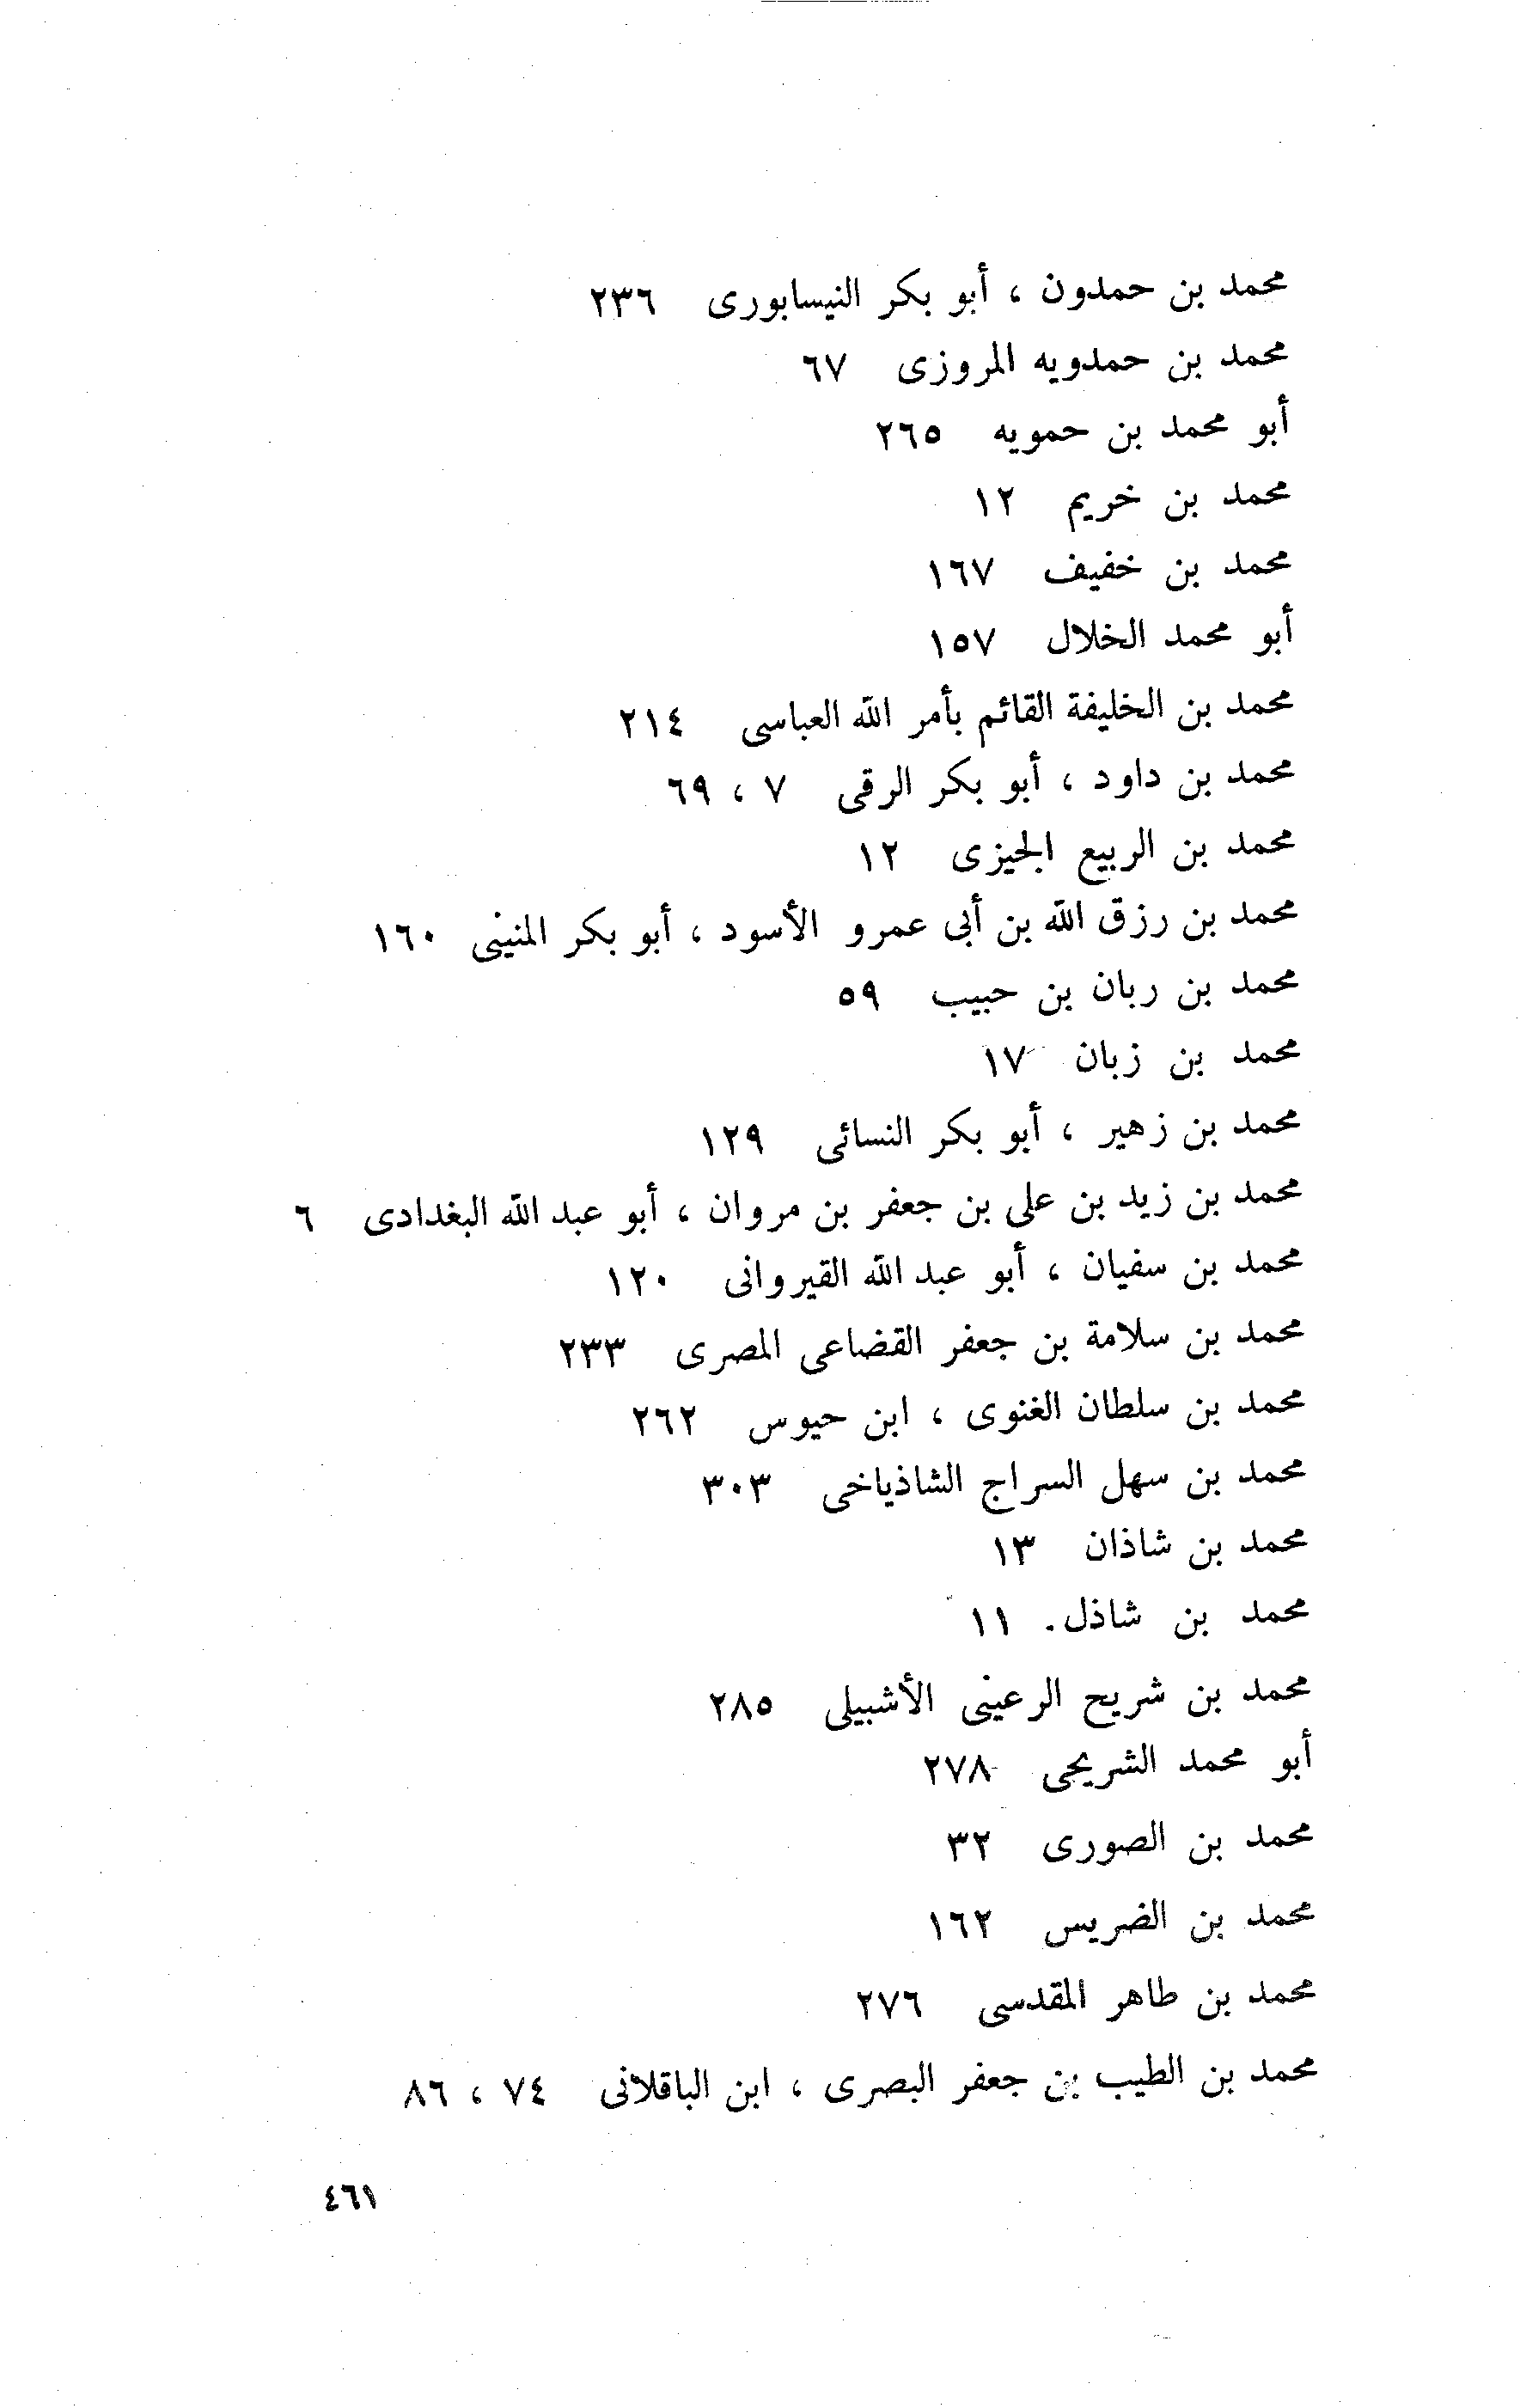 محمد بن حمدون ، أبو بكر النيسابورى ٢٣٦
محمد بن حمدويه المروزى ٦٧
أبو محمد بن حمويه ٢٦٥
محمد بن خريم ١٢
محمد بن خفيف ١٦٧
أبو محمد الخلال ١٥٧
محمد بن الخليفة القائم بأمر الله العباسى ٢١٤
محمد بن داود ، أبو بكر الرقى ٧ ، ٦٩
محمد بن الربيع الجيزى ١٢
محمد بن رزق الله بن أبى عمرو الأسود ، أبو بكر المنينى ١٦٠
محمد بن ربان بن حبيب ٥٩
محمد بن زبان ١٧
محمد بن زهير ، أبو بكر النسائى ١٢٩
محمد بن زيد بن على بن جعفر بن مروان ، أبو عبد الله البغدادى ٦
محمد بن سفيان ، أبو عبد الله القيروانى ١٢٠
محمد بن سلامة بن جعفر القضاعى المصرى ٢٣٣
محمد بن سلطان الغنوى ، ابن حيوس ٢٦٢
محمد بن سهل السراج الشاذياخى ٣٠٣
محمد بن شاذان ١٣
محمد بن شاذل . ١١
محمد بن شريح الرعينى الأشبيلى ٢٨٥
أبو محمد الشريحى ٢٧٨
محمد بن الصورى ٣٢
محمد بن الضريس ١٦٢
محمد بن طاهر المقدسى ٢٧٦
محمد بن الطيب بن جعفر البصرى ، ابن الباقلانى ٧٤ ، ٨٦
٤٦١